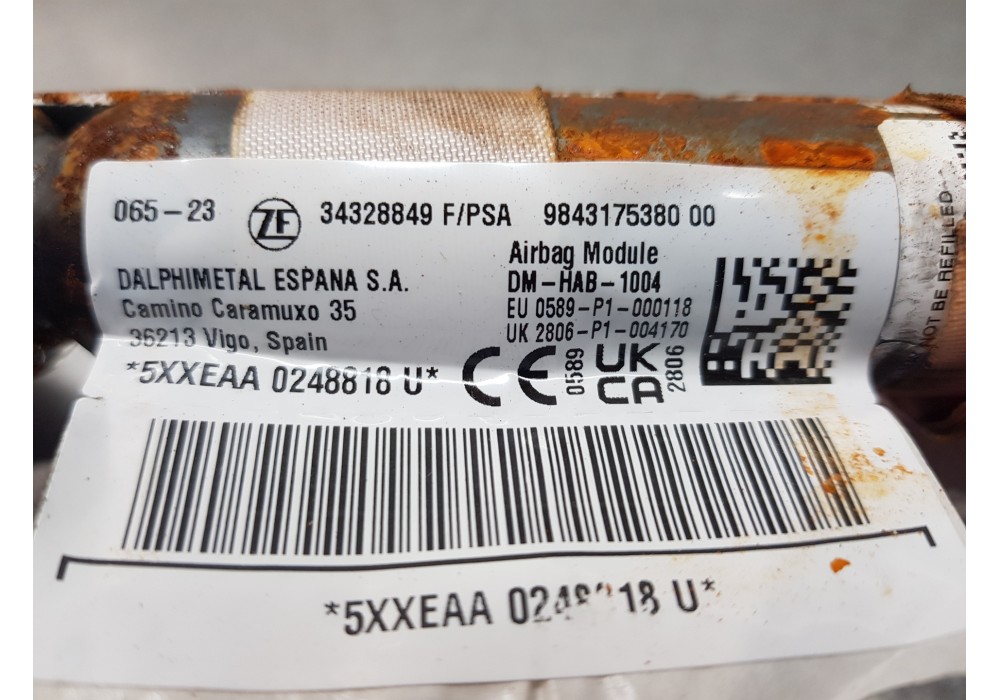 065-23 ZF 34328849 F/PSA 9843175380 00
Airbag Module
DALPHIMETAL ESPANA S.A. DM-HAB-1004
Camino Caramuxo 35 EU 0589-P1-000118
36213 Vigo, Spain UK 2806-P1-004170
*5XXEAA 0248818 U* CE 0589 UK CA 2806
*5XXEAA U*
NOT BE REFILLED